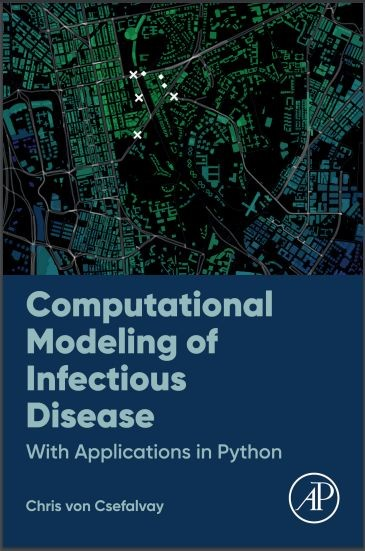 Computational
Modeling of
Infectious
Disease
With Applications in Python
Chris von Csefalvay
AP